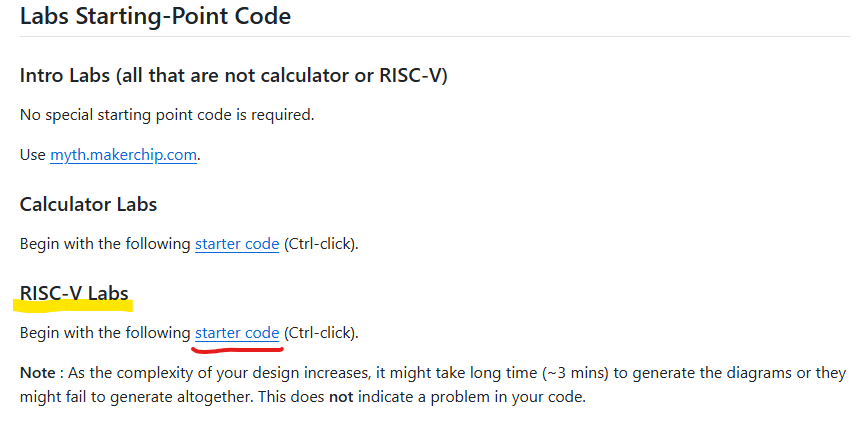 Labs Starting-Point Code
Intro Labs (all that are not calculator or RISC-V)
No special starting point code is required.
Use myth.makerchip.com.
Calculator Labs
Begin with the following starter code (Ctrl-click).
RISC-V Labs
Begin with the following starter code (Ctrl-click).
Note : As the complexity of your design increases, it might take long time (~3 mins) to generate the diagrams or they
might fail to generate altogether. This does not indicate a problem in your code.